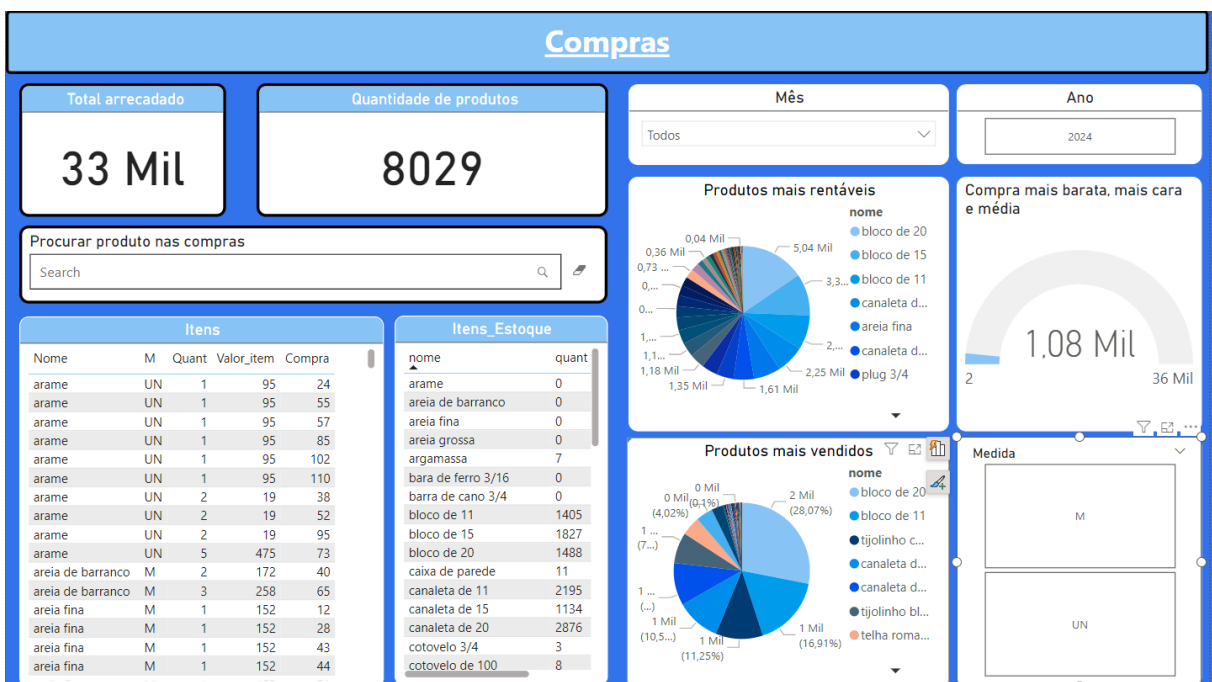 Compras
Total arrecadado
33 Mil
Quantidade de produtos
8029
Mês
Todos
Ano
2024
Procurar produto nas compras
Search
Produtos mais rentáveis
nome
bloco de 20
bloco de 15
bloco de 11
canaleta d...
areia fina
canaleta d...
plug 3/4
0,04 Mil
0,36 Mil
0,73 ...
0,...
0...
1,...
1,1...
1,18 Mil
1,35 Mil
1,61 Mil
2,25 Mil
2,...
3,3...
5,04 Mil
Compra mais barata, mais cara
e média
1,08 Mil
2
36 Mil
Itens
Nome M Quant Valor_item Compra
arame UN 1 95 24
arame UN 1 95 55
arame UN 1 95 57
arame UN 1 95 85
arame UN 1 95 102
arame UN 1 95 110
arame UN 2 19 38
arame UN 2 19 52
arame UN 2 19 95
arame UN 5 475 73
areia de barranco M 2 172 40
areia de barranco M 3 258 65
areia fina M 1 152 12
areia fina M 1 152 28
areia fina M 1 152 43
areia fina M 1 152 44
Itens_Estoque
nome quant
arame 0
areia de barranco 0
areia fina 0
areia grossa 0
argamassa 7
bara de ferro 3/16 0
barra de cano 3/4 0
bloco de 11 1405
bloco de 15 1827
bloco de 20 1488
caixa de parede 11
canaleta de 11 2195
canaleta de 15 1134
canaleta de 20 2876
cotovelo 3/4 3
cotovelo de 100 8
Produtos mais vendidos
nome
bloco de 20
bloco de 11
tijolinho c...
canaleta d...
canaleta d...
tijolinho bl...
telha roma...
0 Mil
(0,1%)
0 Mil
(4,02%)
1 ...
(7...)
1 ...
(...)
1 Mil
(10,5...)
1 Mil
(11,25%)
1 Mil
(16,91%)
2 Mil
(28,07%)
Medida
M
UN